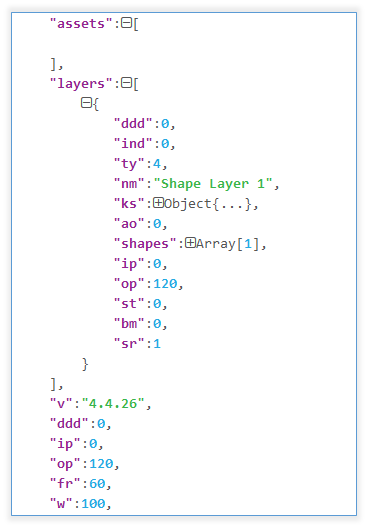 "assets":[
],
"layers":[
{
"ddd":0,
"ind":0,
"ty":4,
"nm":"Shape Layer 1",
"ks":Object{...},
"ao":0,
"shapes":Array[1],
"ip":0,
"op":120,
"st":0,
"bm":0,
"sr":1
}
],
"v":"4.4.26",
"ddd":0,
"ip":0,
"op":120,
"fr":60,
"w":100,